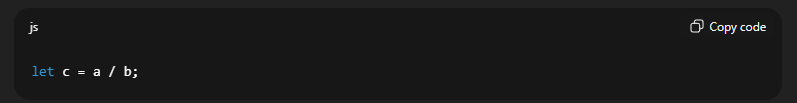 js
Copy code
let c = a / b;